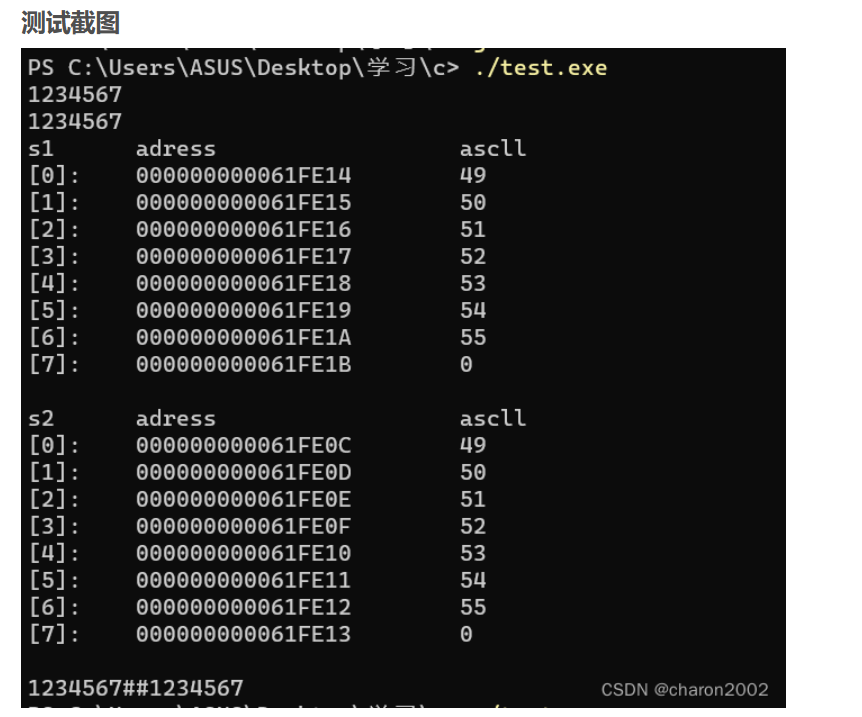 测试截图
PS C:\Users\ASUS\Desktop\学习\c> ./test.exe
1234567
1234567
s1 adress ascll
[0]: 000000000061FE14 49
[1]: 000000000061FE15 50
[2]: 000000000061FE16 51
[3]: 000000000061FE17 52
[4]: 000000000061FE18 53
[5]: 000000000061FE19 54
[6]: 000000000061FE1A 55
[7]: 000000000061FE1B 0
s2 adress ascll
[0]: 000000000061FE0C 49
[1]: 000000000061FE0D 50
[2]: 000000000061FE0E 51
[3]: 000000000061FE0F 52
[4]: 000000000061FE10 53
[5]: 000000000061FE11 54
[6]: 000000000061FE12 55
[7]: 000000000061FE13 0
1234567##1234567
CSDN @charon2002